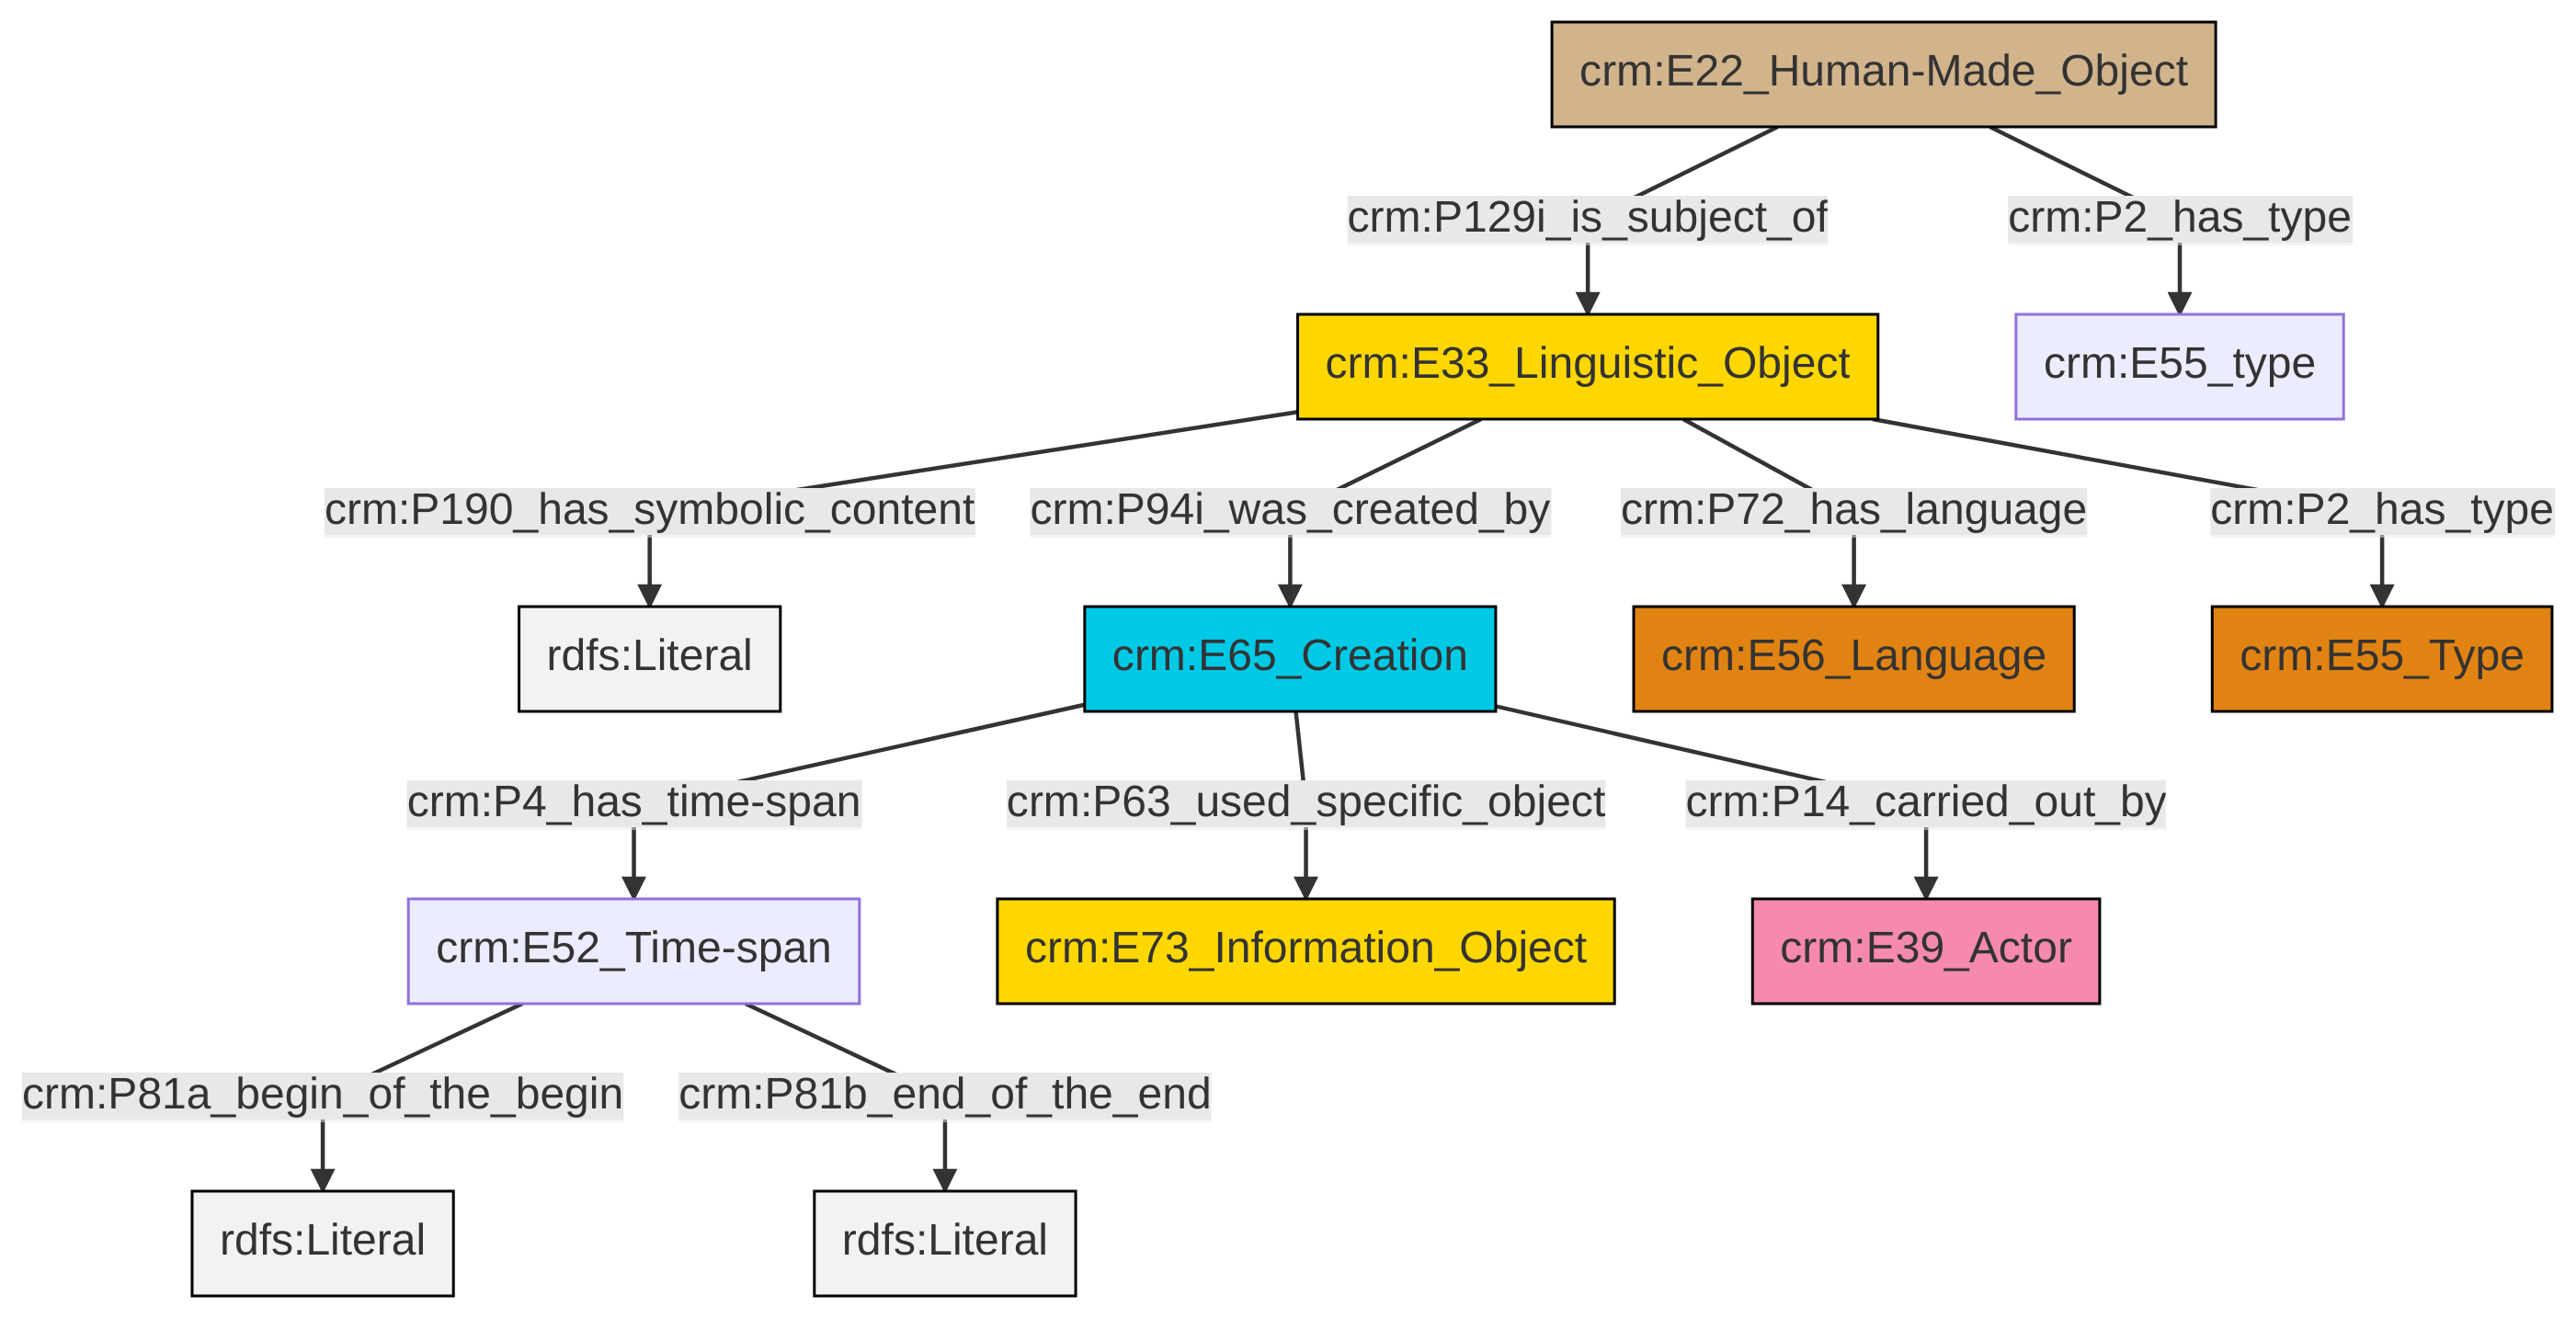 crm:E22_Human-Made_Object
crm:P129i_is_subject_of
crm:P2_has_type
crm:E33_Linguistic_Object
crm:E55_type
crm:P190_has_symbolic_content
crm:P94i_was_created_by
crm:P72_has_language
crm:P2_has_type
rdfs:Literal
crm:E65_Creation
crm:E56_Language
crm:E55_Type
crm:P4_has_time-span
crm:P63_used_specific_object
crm:P14_carried_out_by
crm:E52_Time-span
crm:E73_Information_Object
crm:E39_Actor
crm:P81a_begin_of_the_begin
crm:P81b_end_of_the_end
rdfs:Literal
rdfs:Literal